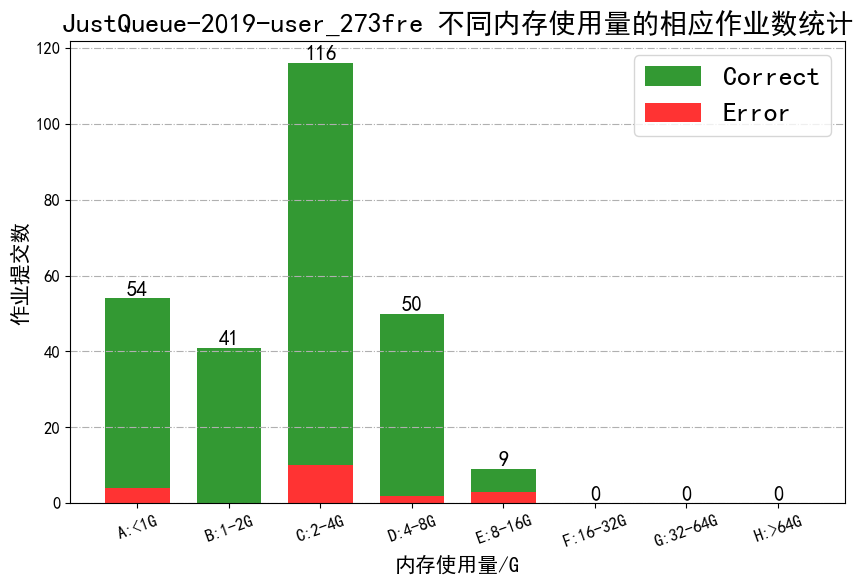 JustQueue-2019-user_273fre 不同内存使用量的相应作业数统计
Correct
Error
作业提交数
120
100
80
60
40
20
0
54
41
116
50
9
0
0
0
A:<1G
B:1-2G
C:2-4G
D:4-8G
E:8-16G
F:16-32G
G:32-64G
H:>64G
内存使用量/G